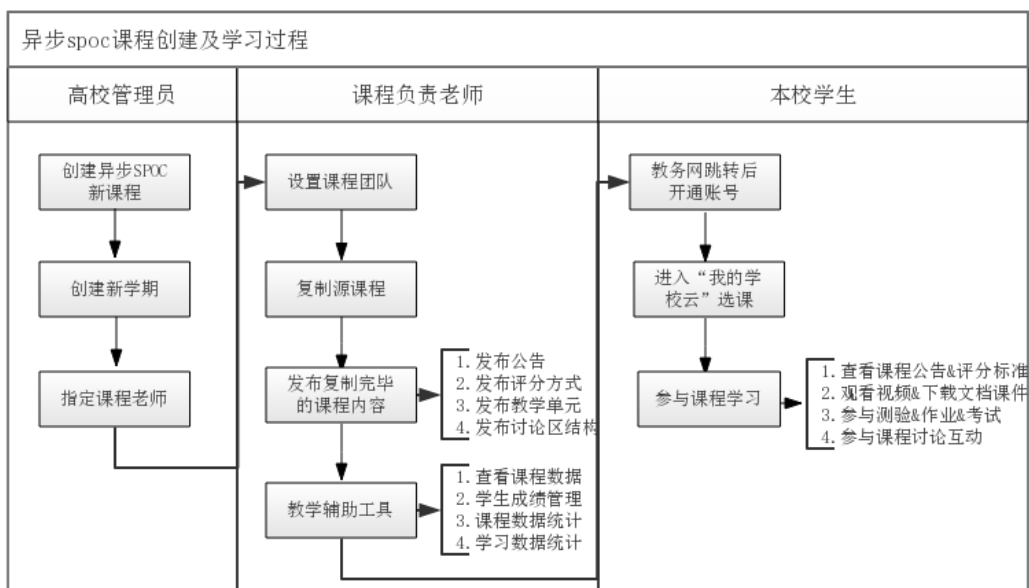 异步spoc课程创建及学习过程
高校管理员
课程负责老师
本校学生
创建异步SPOC
新课程
创建新学期
指定课程老师
设置课程团队
复制源课程
发布复制完毕
的课程内容
1. 发布公告
2. 发布评分方式
3. 发布教学单元
4. 发布讨论区结构
教学辅助工具
1. 查看课程数据
2. 学生成绩管理
3. 课程数据统计
4. 学习数据统计
教务网跳转后
开通账号
进入“我的学
校云”选课
参与课程学习
1. 查看课程公告&评分标准
2. 观看视频&下载文档课件
3. 参与测验&作业&考试
4. 参与课程讨论互动